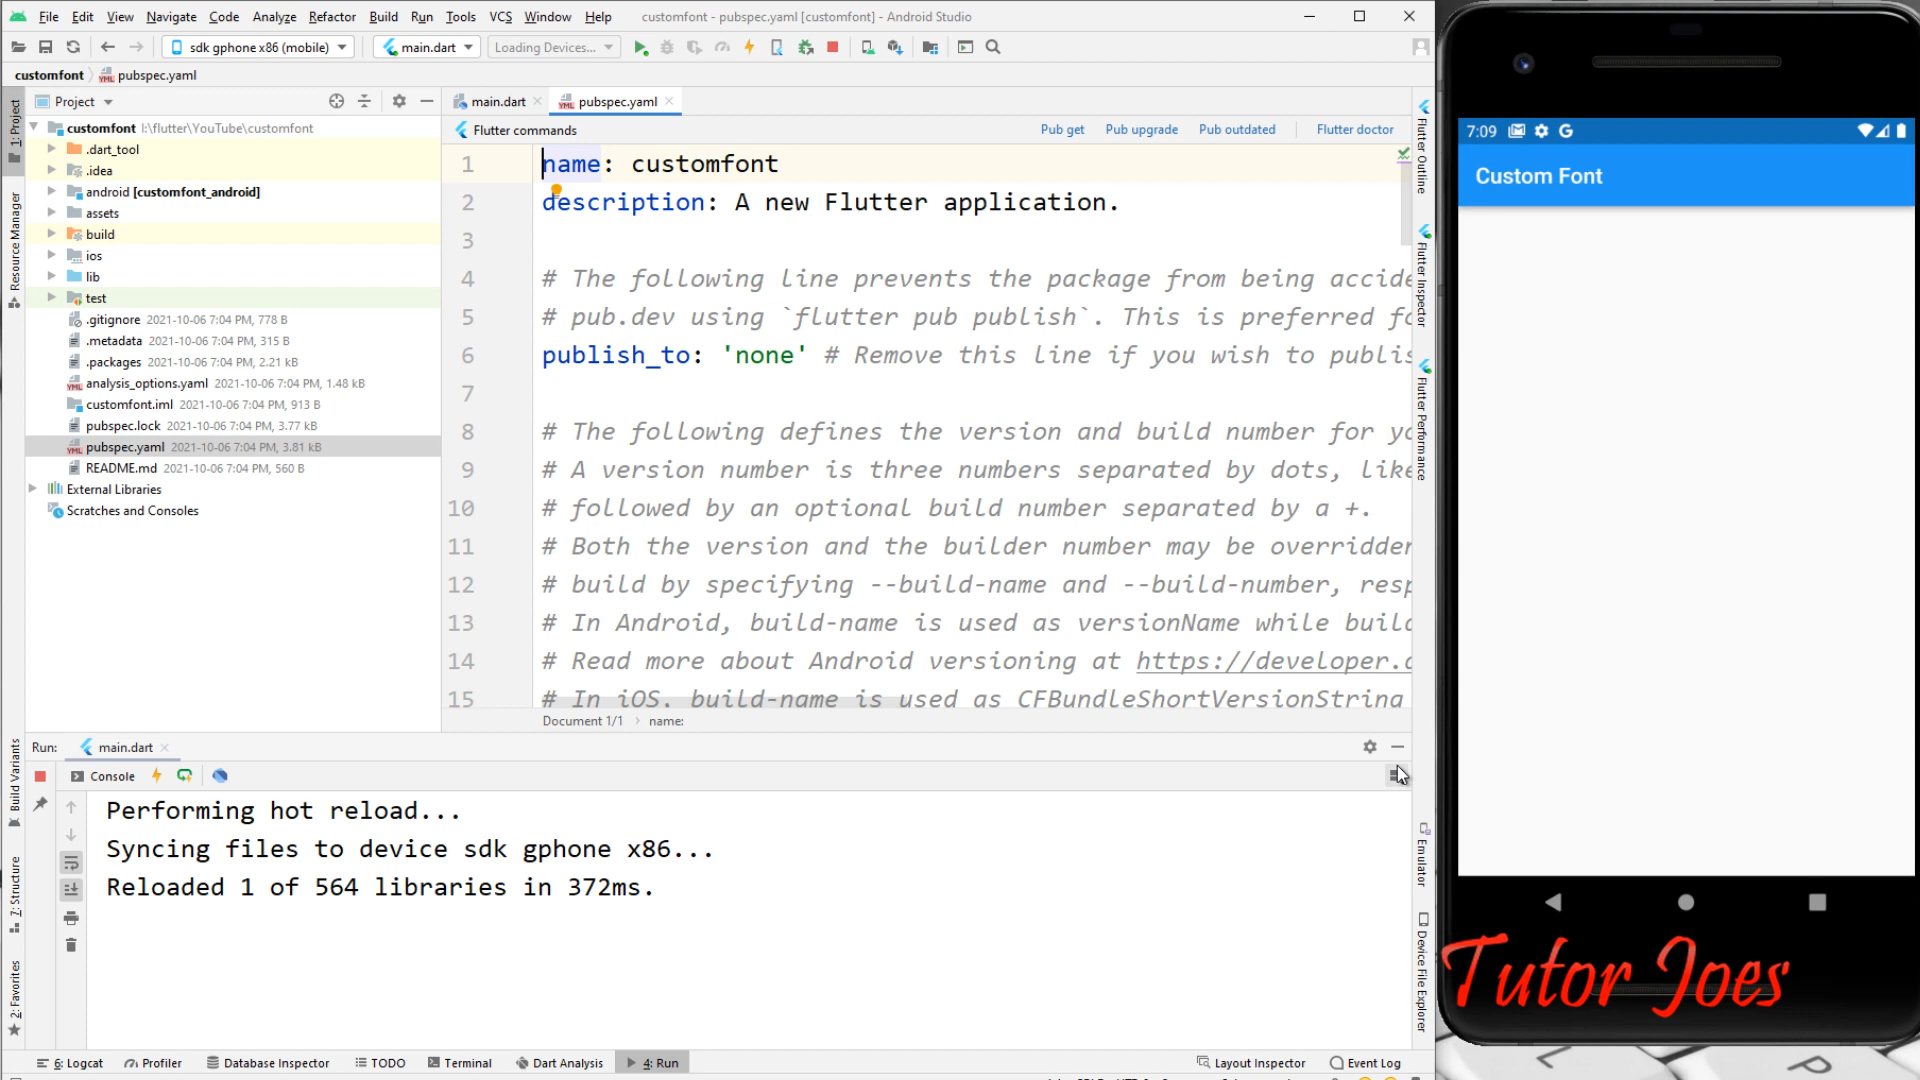 File Edit View Navigate Code Analyze Refactor Build Run Tools VCS Window Help customfont - pubspec.yaml [customfont] - Android Studio
sdk gphone x86 (mobile) main.dart Loading Devices...
customfont pubspec.yaml
Project
main.dart pubspec.yaml
customfont I:\flutter\YouTube\customfont
.dart_tool
.idea
android [customfont_android]
assets
build
ios
lib
test
.gitignore 2021-10-06 7:04 PM, 778 B
.metadata 2021-10-06 7:04 PM, 315 B
.packages 2021-10-06 7:04 PM, 2.21 kB
analysis_options.yaml 2021-10-06 7:04 PM, 1.48 kB
customfont.iml 2021-10-06 7:04 PM, 913 B
pubspec.lock 2021-10-06 7:04 PM, 3.77 kB
pubspec.yaml 2021-10-06 7:04 PM, 3.81 kB
README.md 2021-10-06 7:04 PM, 560 B
External Libraries
Scratches and Consoles
Flutter commands Pub get Pub upgrade Pub outdated Flutter doctor
1 name: customfont
2 description: A new Flutter application.
3
4 # The following line prevents the package from being accide
5 # pub.dev using `flutter pub publish`. This is preferred fo
6 publish_to: 'none' # Remove this line if you wish to publis
7
8 # The following defines the version and build number for yo
9 # A version number is three numbers separated by dots, like
10 # followed by an optional build number separated by a +.
11 # Both the version and the builder number may be overridden
12 # build by specifying --build-name and --build-number, resp
13 # In Android, build-name is used as versionName while buil
14 # Read more about Android versioning at https://developer.
15 # In iOS, build-name is used as CFBundleShortVersionString
Document 1/1 name:
Run: main.dart
Console
Performing hot reload...
Syncing files to device sdk gphone x86...
Reloaded 1 of 564 libraries in 372ms.
6: Logcat Profiler Database Inspector TODO Terminal Dart Analysis 4: Run Layout Inspector Event Log
1: Project
Resource Manager
Build Variants
7: Structure
2: Favorites
Flutter Outline
Flutter Inspector
Flutter Performance
Emulator
Device File Explorer
7:09
Custom Font
Tutor Joes